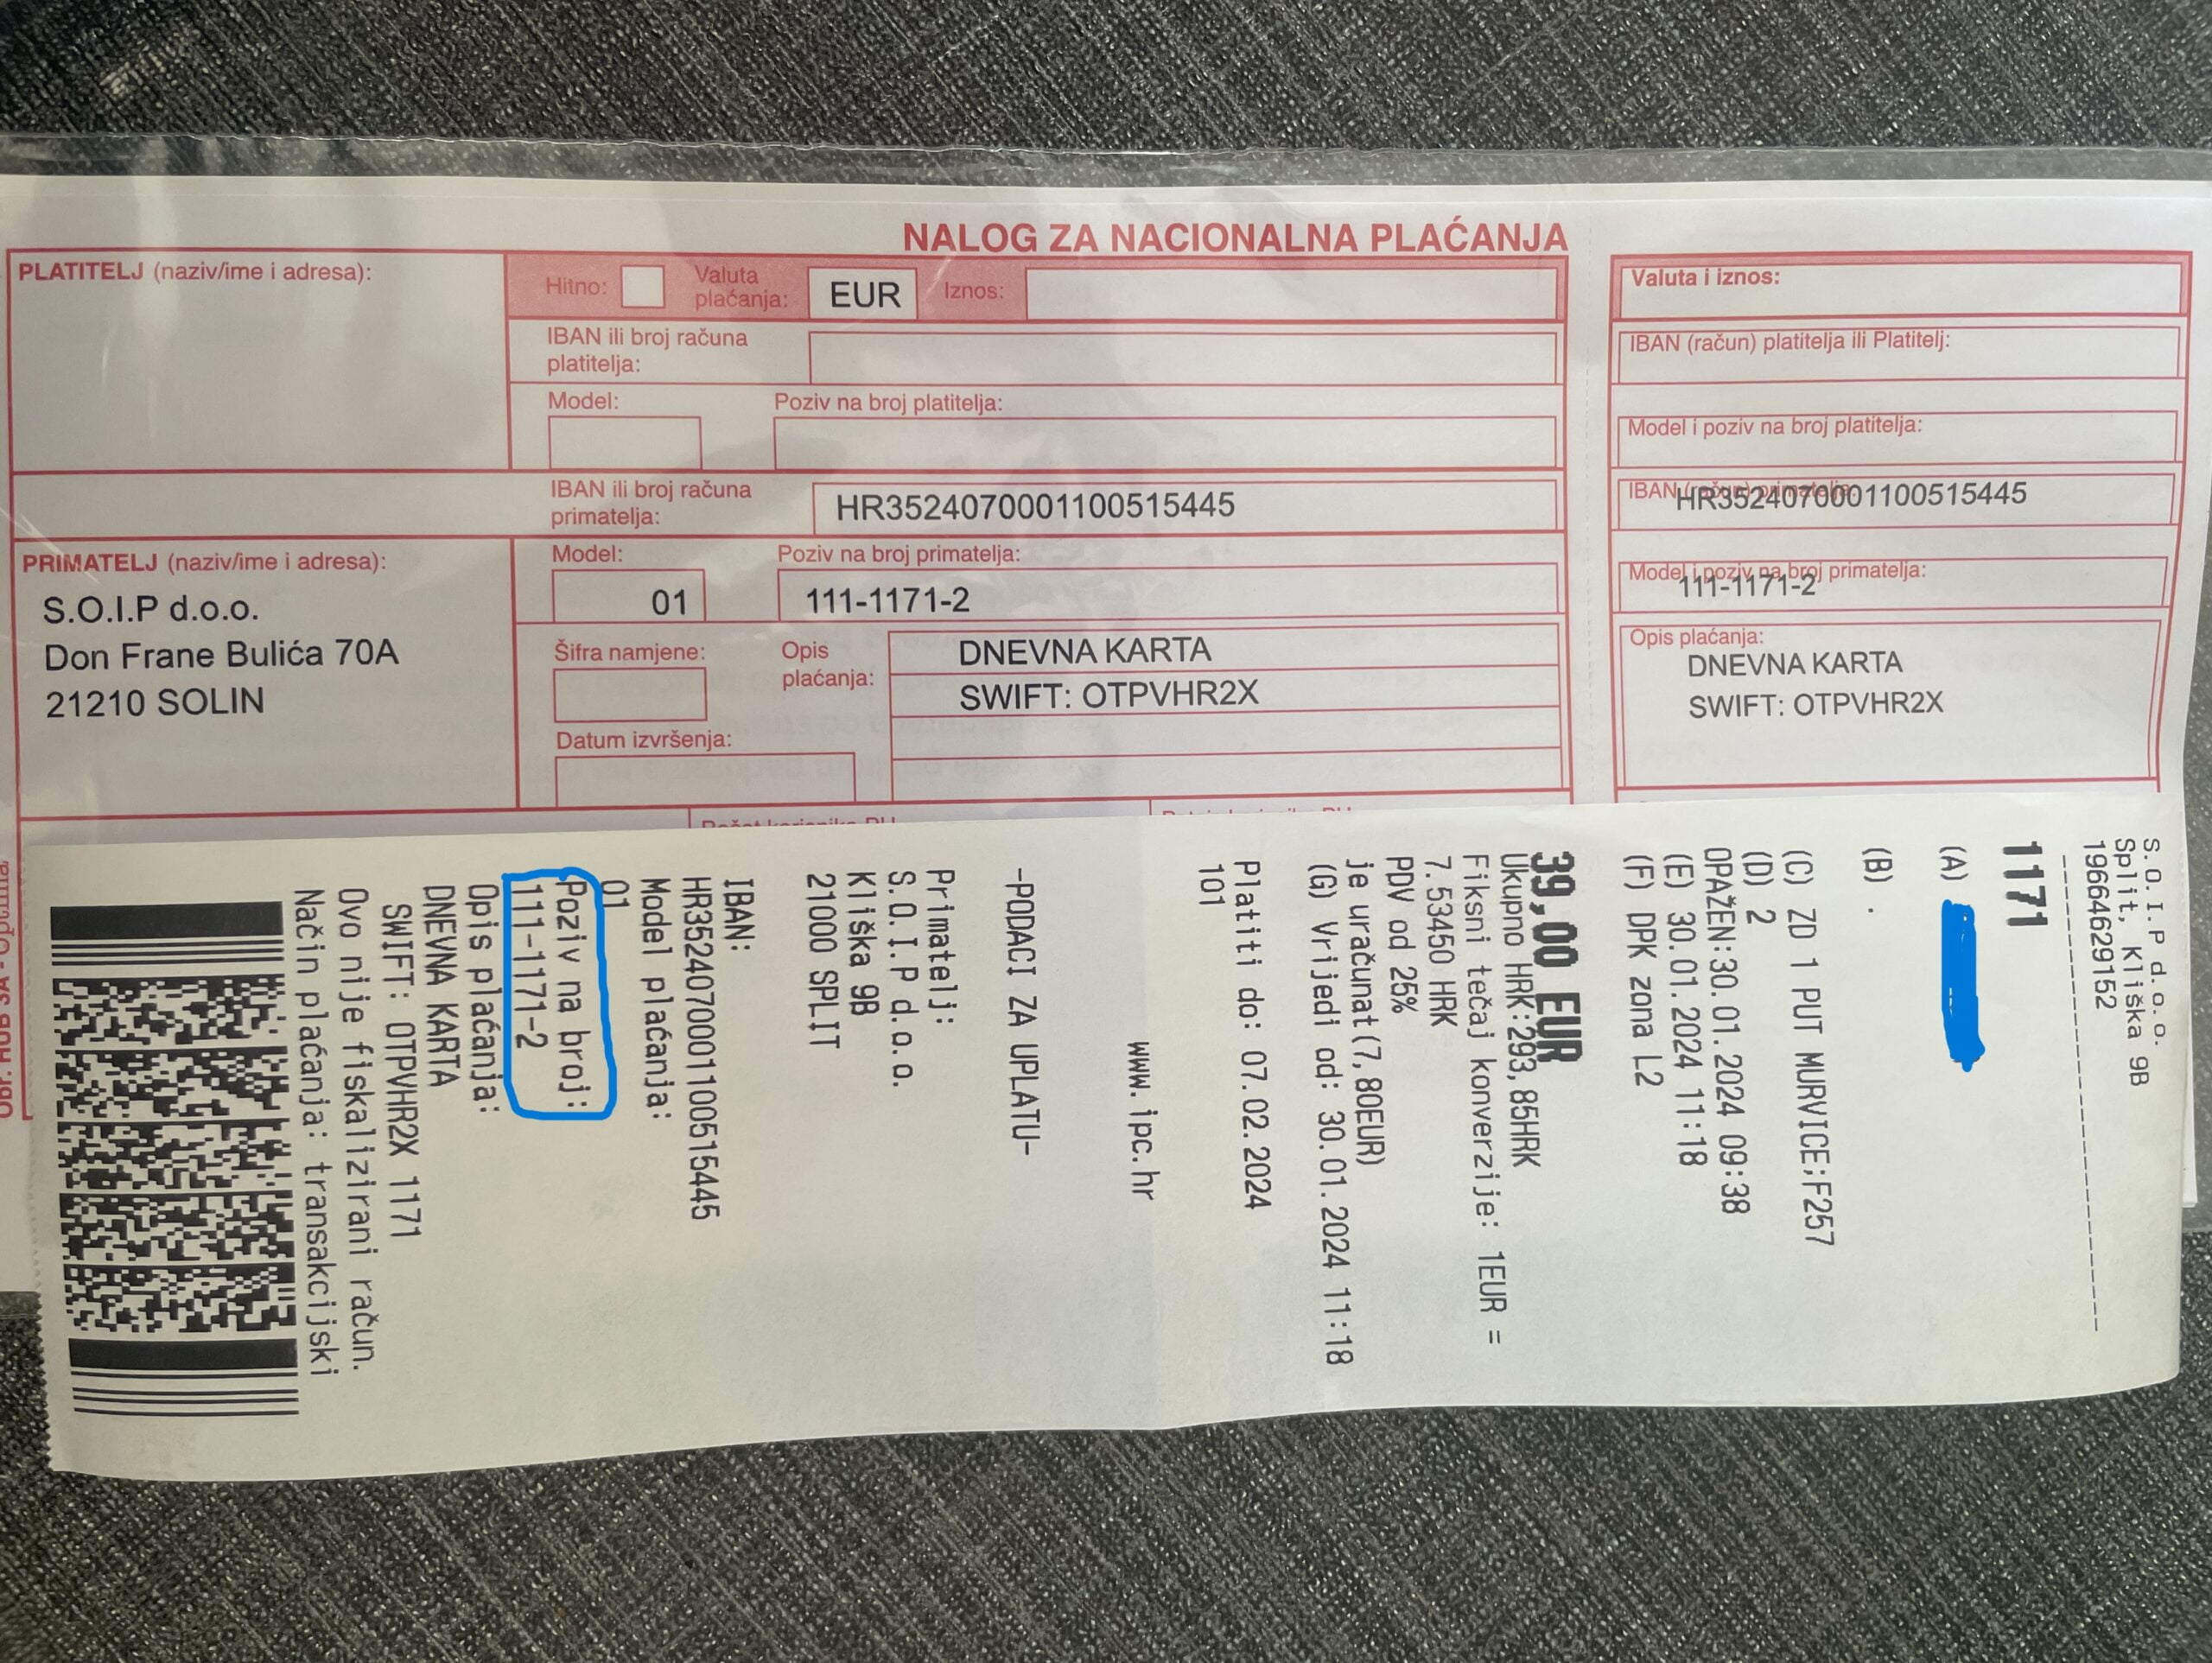 NALOG ZA NACIONALNA PLAĆANJA
PLATITELJ (naziv/ime i adresa):
Hitno:
Valuta plaćanja:
EUR
Iznos:
IBAN ili broj računa platitelja:
Model:
Poziv na broj platitelja:
IBAN ili broj računa primatelja:
HR3524070001100515445
PRIMATELJ (naziv/ime i adresa):
S.O.I.P d.o.o.
Don Frane Bulića 70A
21210 SOLIN
Model:
01
Poziv na broj primatelja:
111-1171-2
Šifra namjene:
Opis plaćanja:
DNEVNA KARTA
SWIFT: OTPVHR2X
Datum izvršenja:
Valuta i iznos:
IBAN (račun) platitelja ili Platitelj:
Model i poziv na broj platitelja:
IBAN (račun) primatelja:
HR3524070001100515445
Model i poziv na broj primatelja:
111-1171-2
Opis plaćanja:
DNEVNA KARTA
SWIFT: OTPVHR2X
S.O.I.P d.o.o.
Split, Kliška 9B
19664629152
1171
(A)
(B) .
(C) ZD 1 PUT MURVICE;F257
(D) 2
OPAŽEN:30.01.2024 09:38
(E) 30.01.2024 11:18
(F) DPK zona L2
39,00 EUR
Ukupno HRK:293,85HRK
Fiksni tečaj konverzije: 1EUR =
7.53450 HRK
PDV od 25%
je uračunat(7,80EUR)
(G) Vrijedi od: 30.01.2024 11:18
Platiti do: 07.02.2024
101
www.ipc.hr
-PODACI ZA UPLATU-
Primatelj:
S.O.I.P d.o.o.
Kliška 9B
21000 SPLIT
IBAN:
HR3524070001100515445
Model plaćanja:
01
Poziv na broj:
111-1171-2
Opis plaćanja:
DNEVNA KARTA
SWIFT: OTPVHR2X 1171
Ovo nije fiskalizirani račun.
Način plaćanja: transakcijski